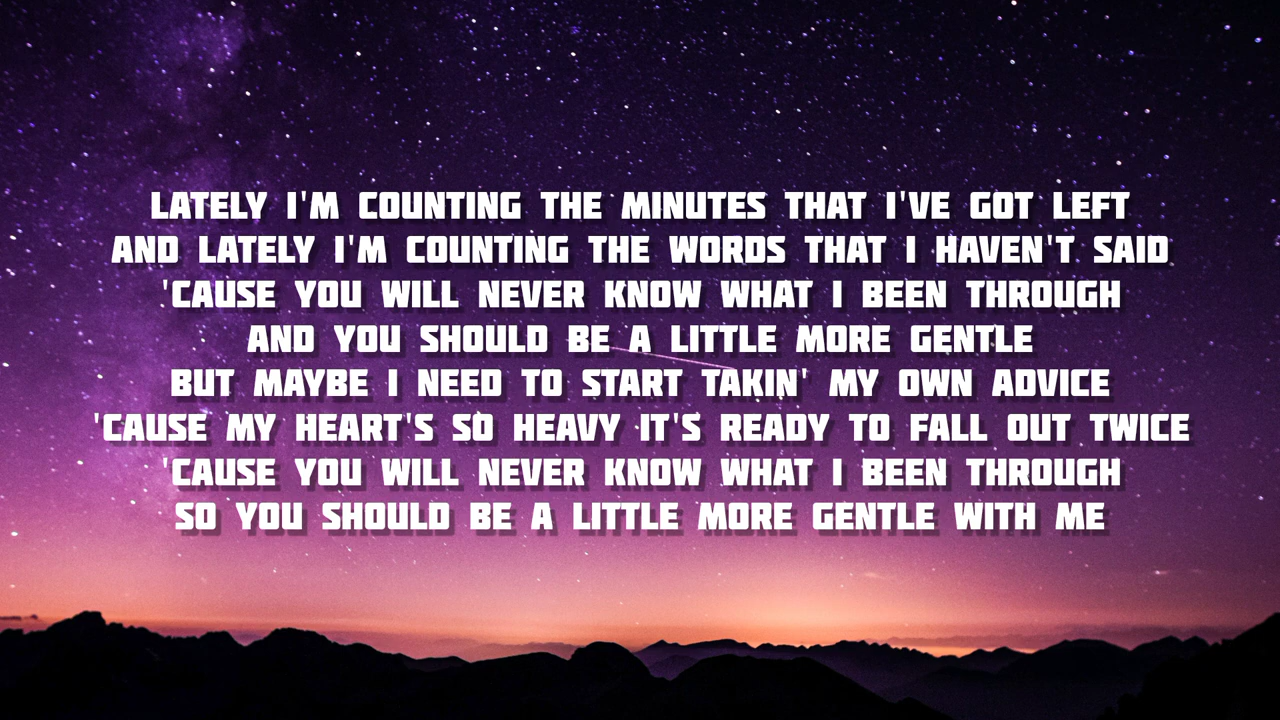 LATELY I'M COUNTING THE MINUTES THAT I'VE GOT LEFT
AND LATELY I'M COUNTING THE WORDS THAT I HAVEN'T SAID
'CAUSE YOU WILL NEVER KNOW WHAT I BEEN THROUGH
AND YOU SHOULD BE A LITTLE MORE GENTLE
BUT MAYBE I NEED TO START TAKIN' MY OWN ADVICE
'CAUSE MY HEART'S SO HEAVY IT'S READY TO FALL OUT TWICE
'CAUSE YOU WILL NEVER KNOW WHAT I BEEN THROUGH
SO YOU SHOULD BE A LITTLE MORE GENTLE WITH ME